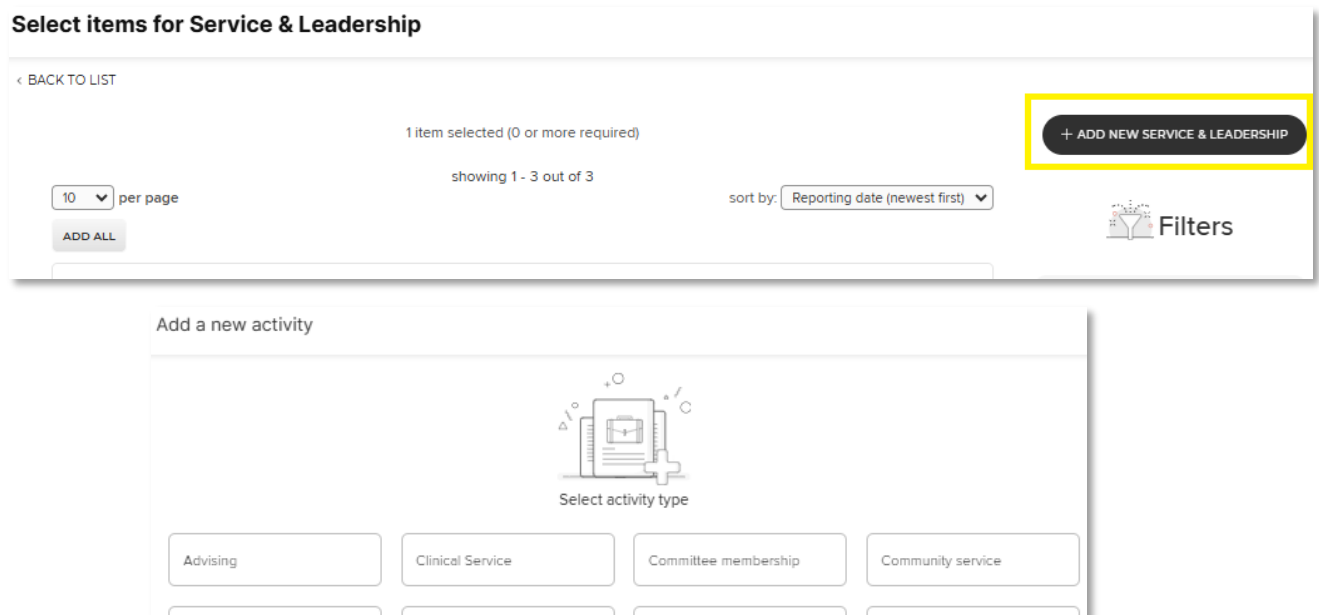 Select items for Service & Leadership
< BACK TO LIST
1 item selected (0 or more required)
+ ADD NEW SERVICE & LEADERSHIP
showing 1 - 3 out of 3
10 per page
sort by: Reporting date (newest first)
Filters
ADD ALL
Add a new activity
Select activity type
Advising
Clinical Service
Committee membership
Community service